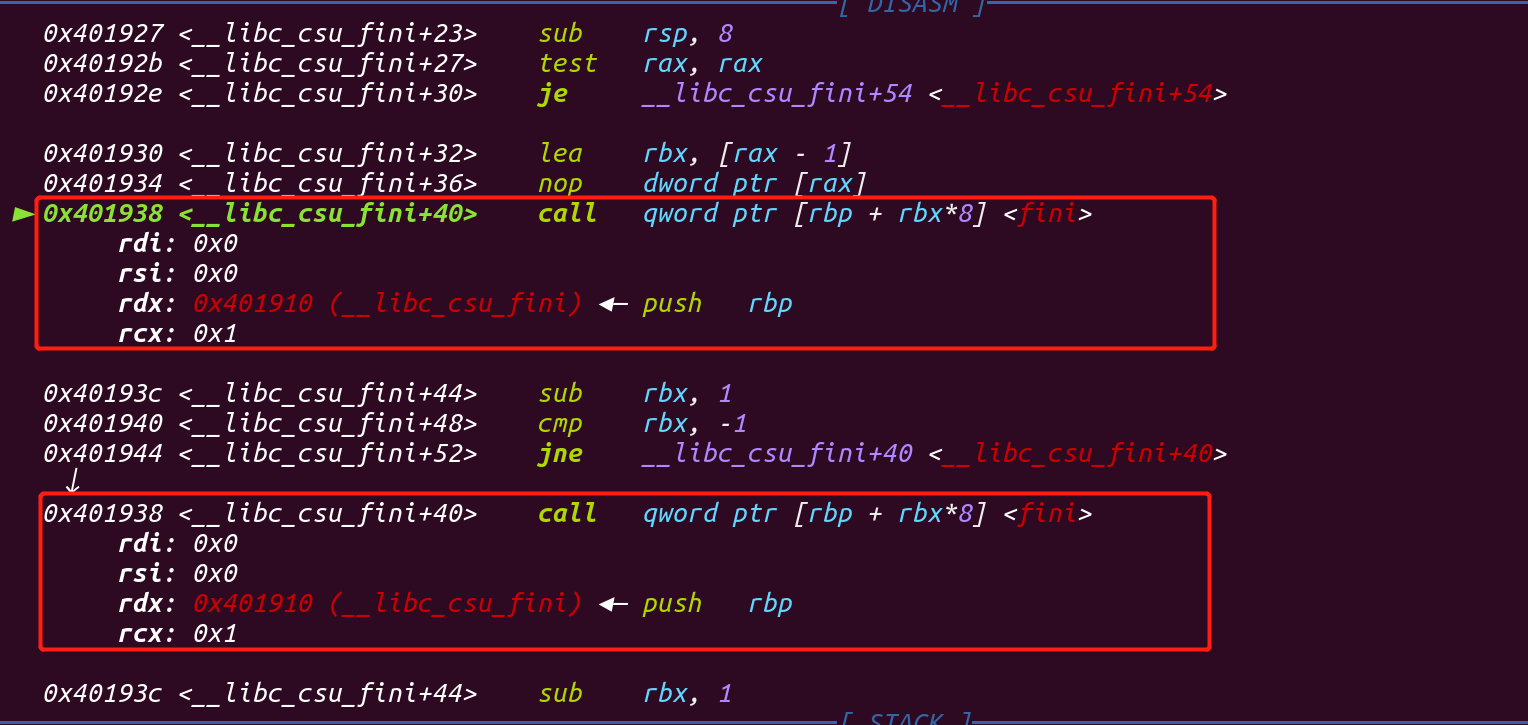 [ DISASM ]
0x401927 <__libc_csu_fini+23> sub rsp, 8
0x40192b <__libc_csu_fini+27> test rax, rax
0x40192e <__libc_csu_fini+30> je __libc_csu_fini+54 <__libc_csu_fini+54>
0x401930 <__libc_csu_fini+32> lea rbx, [rax - 1]
0x401934 <__libc_csu_fini+36> nop dword ptr [rax]
► 0x401938 <__libc_csu_fini+40> call qword ptr [rbp + rbx*8] <fini>
rdi: 0x0
rsi: 0x0
rdx: 0x401910 (__libc_csu_fini) ◂— push rbp
rcx: 0x1
0x40193c <__libc_csu_fini+44> sub rbx, 1
0x401940 <__libc_csu_fini+48> cmp rbx, -1
0x401944 <__libc_csu_fini+52> jne __libc_csu_fini+40 <__libc_csu_fini+40>
↓
0x401938 <__libc_csu_fini+40> call qword ptr [rbp + rbx*8] <fini>
rdi: 0x0
rsi: 0x0
rdx: 0x401910 (__libc_csu_fini) ◂— push rbp
rcx: 0x1
0x40193c <__libc_csu_fini+44> sub rbx, 1
[ STACK ]